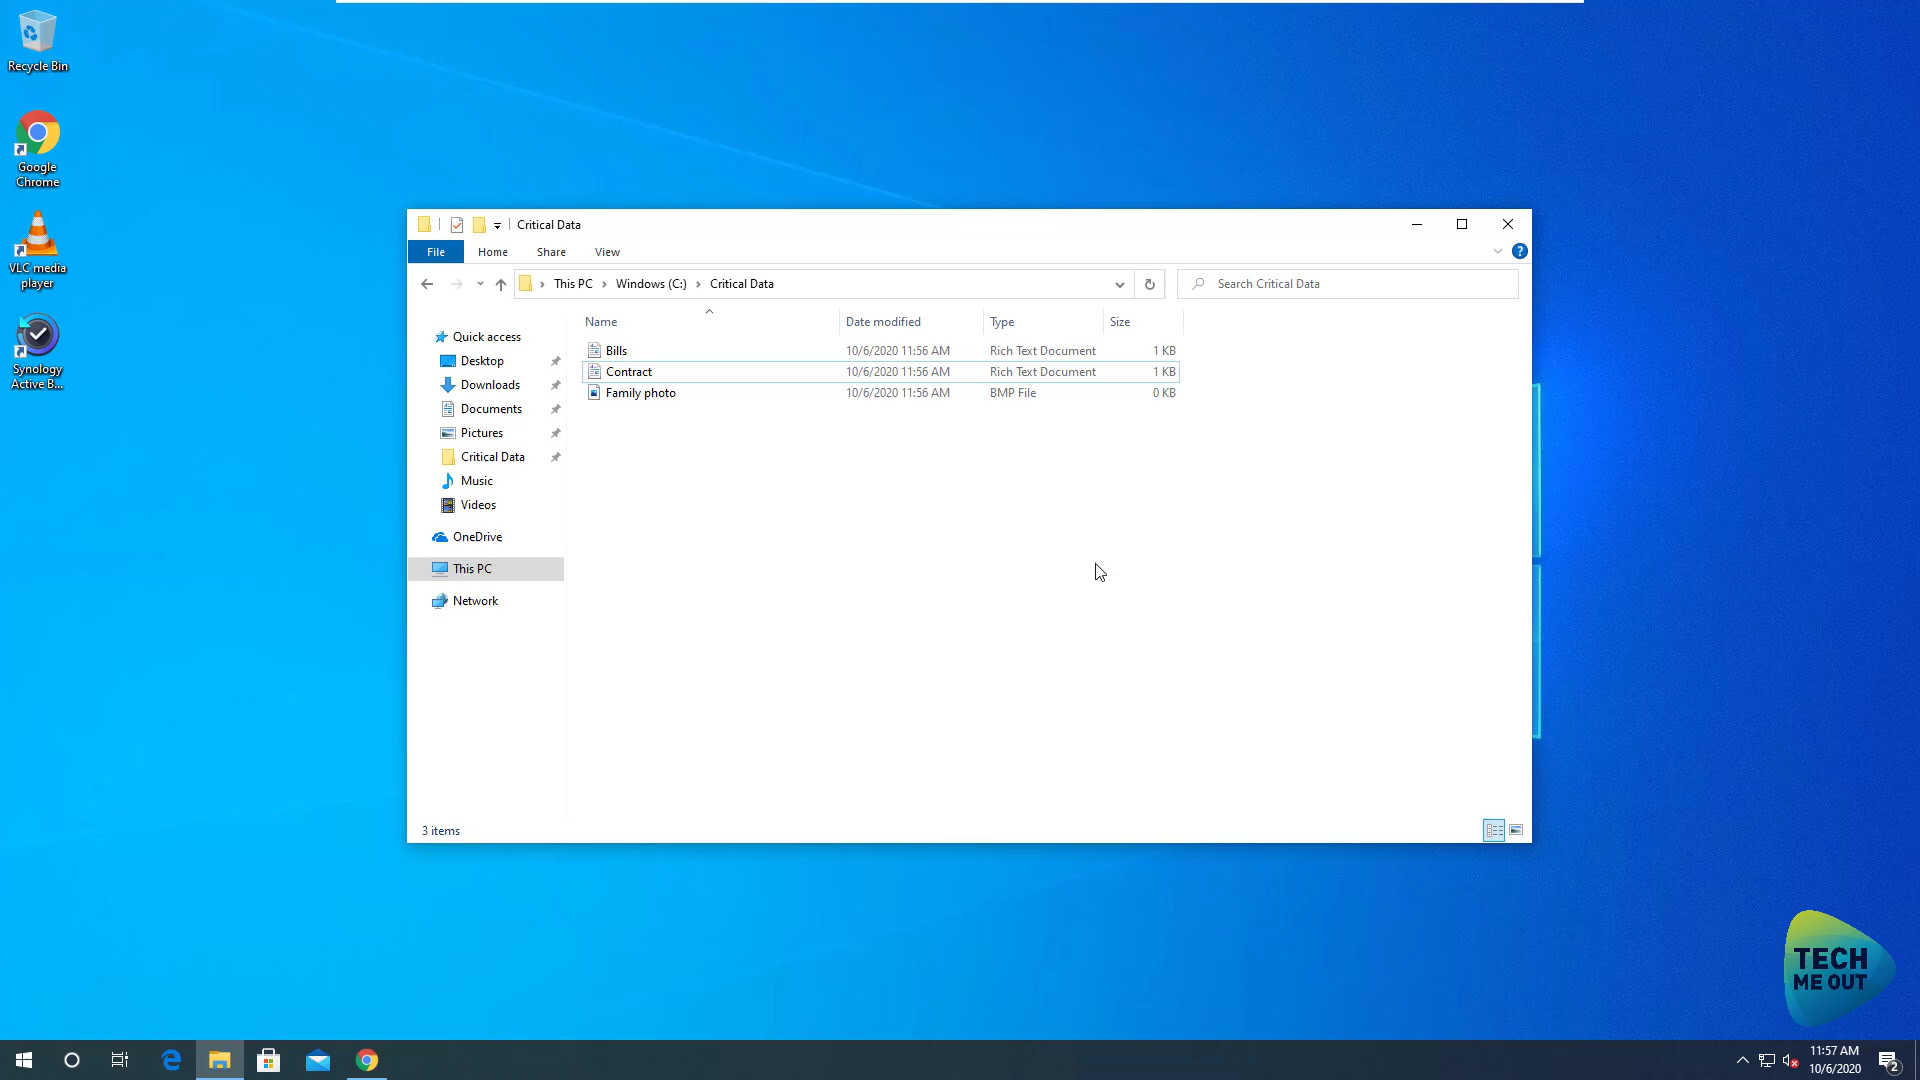 Recycle Bin
Google
Chrome
VLC media
player
Synology
Active B...
Critical Data
File
Home
Share
View
?
This PC
Windows (C:)
Critical Data
Search Critical Data
Name
Date modified
Type
Size
Bills
10/6/2020 11:56 AM
Rich Text Document
1 KB
Contract
10/6/2020 11:56 AM
Rich Text Document
1 KB
Family photo
10/6/2020 11:56 AM
BMP File
0 KB
Quick access
Desktop
Downloads
Documents
Pictures
Critical Data
Music
Videos
OneDrive
This PC
Network
3 items
TECH
ME OUT
11:57 AM
10/6/2020
2